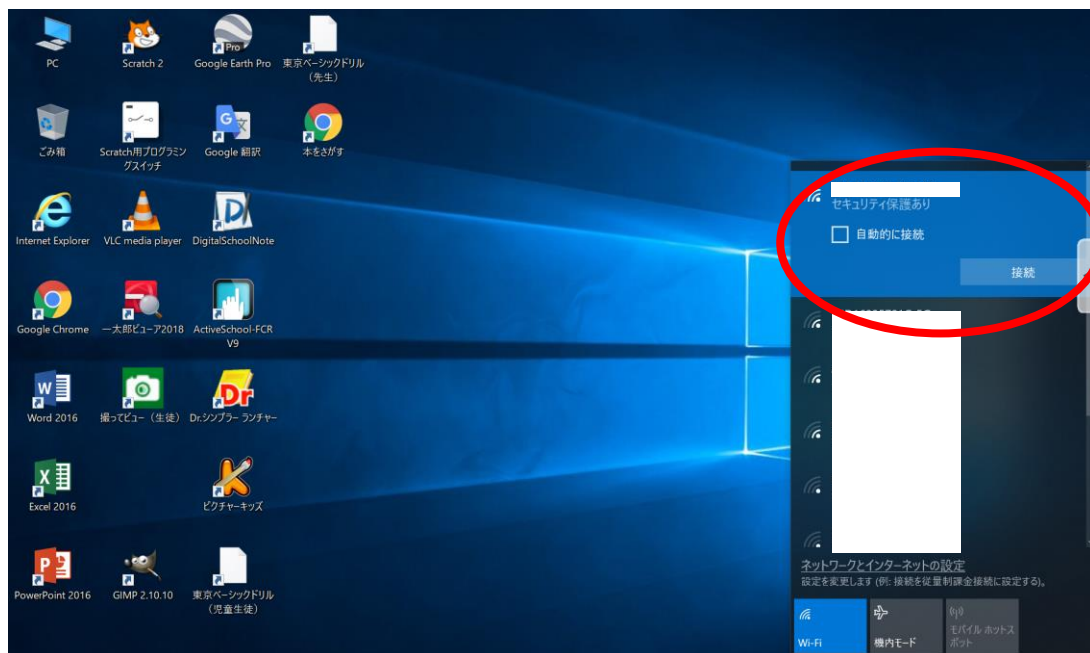 PC
Scratch 2
Google Earth Pro
東京ベーシックドリル
(先生)
ごみ箱
Scratch用プログラミン
グスイッチ
Google 翻訳
本をさがす
Internet Explorer
VLC media player
DigitalSchoolNote
Google Chrome
一太郎ビューア2018
ActiveSchool-FCR
V9
Word 2016
撮ってビュー（生徒）
Dr.シンプラー ランチャー
Excel 2016
ピクチャーキッズ
PowerPoint 2016
GIMP 2.10.10
東京ベーシックドリル
(児童生徒)
セキュリティ保護あり
自動的に接続
接続
ネットワークとインターネットの設定
設定を変更します (例: 接続を従量制課金接続に設定する)。
Wi-Fi
機内モード
モバイル ホットス
ポット